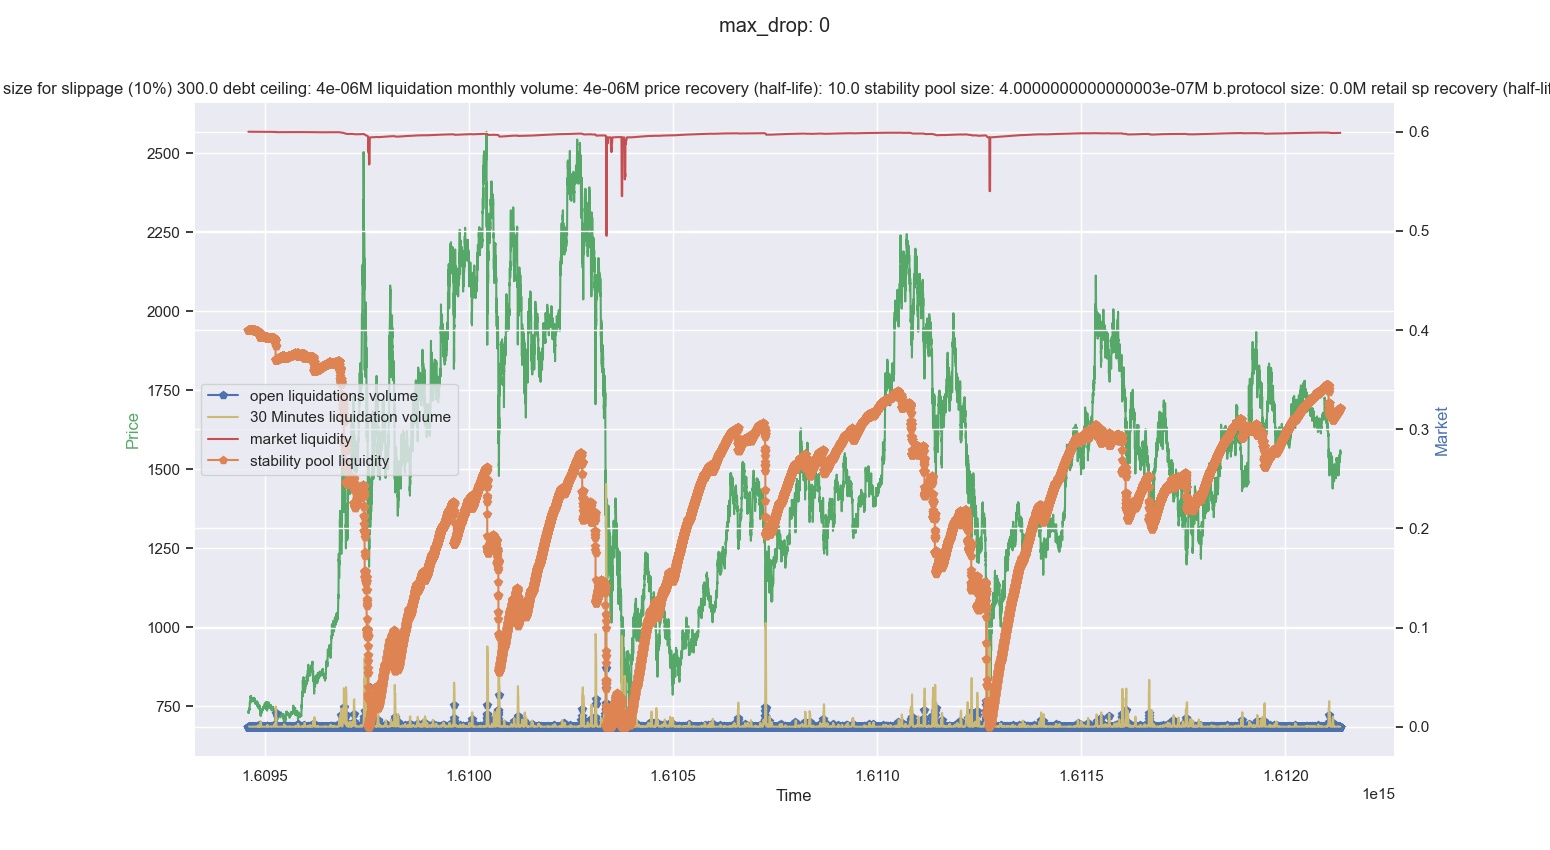 max_drop: 0
size for slippage (10%) 300.0 debt ceiling: 4e-06M liquidation monthly volume: 4e-06M price recovery (half-life): 10.0 stability pool size: 4.0000000000000003e-07M b.protocol size: 0.0M retail sp recovery
2500
2250
2000
1750
1500
1250
1000
750
Price
open liquidations volume
30 Minutes liquidation volume
market liquidity
stability pool liquidity
0.6
0.5
0.4
0.3
0.2
0.1
0.0
Market
1.6095
1.6100
1.6105
1.6110
1.6115
1.6120
Time
1e15